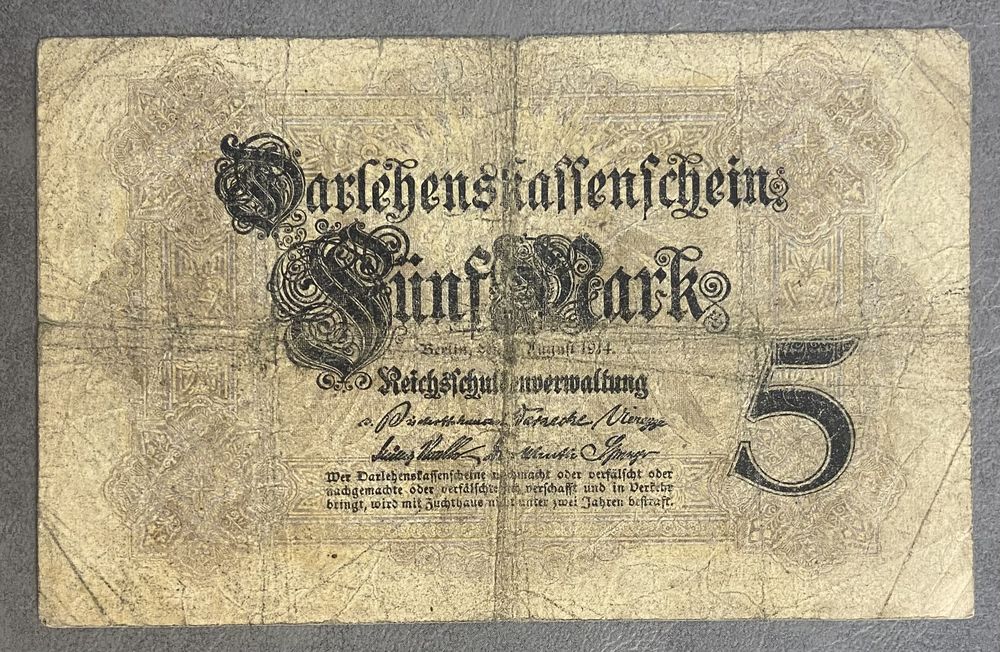 Darlehenskassenschein
Fünf Mark
Berlin, August 1914.
Reichsschuldenverwaltung
5
Wer Darlehenskassenscheine nachmacht oder verfälscht oder
nachgemachte oder verfälschte sich verschafft und in Verkehr
bringt, wird mit Zuchthaus nicht unter zwei Jahren bestraft.